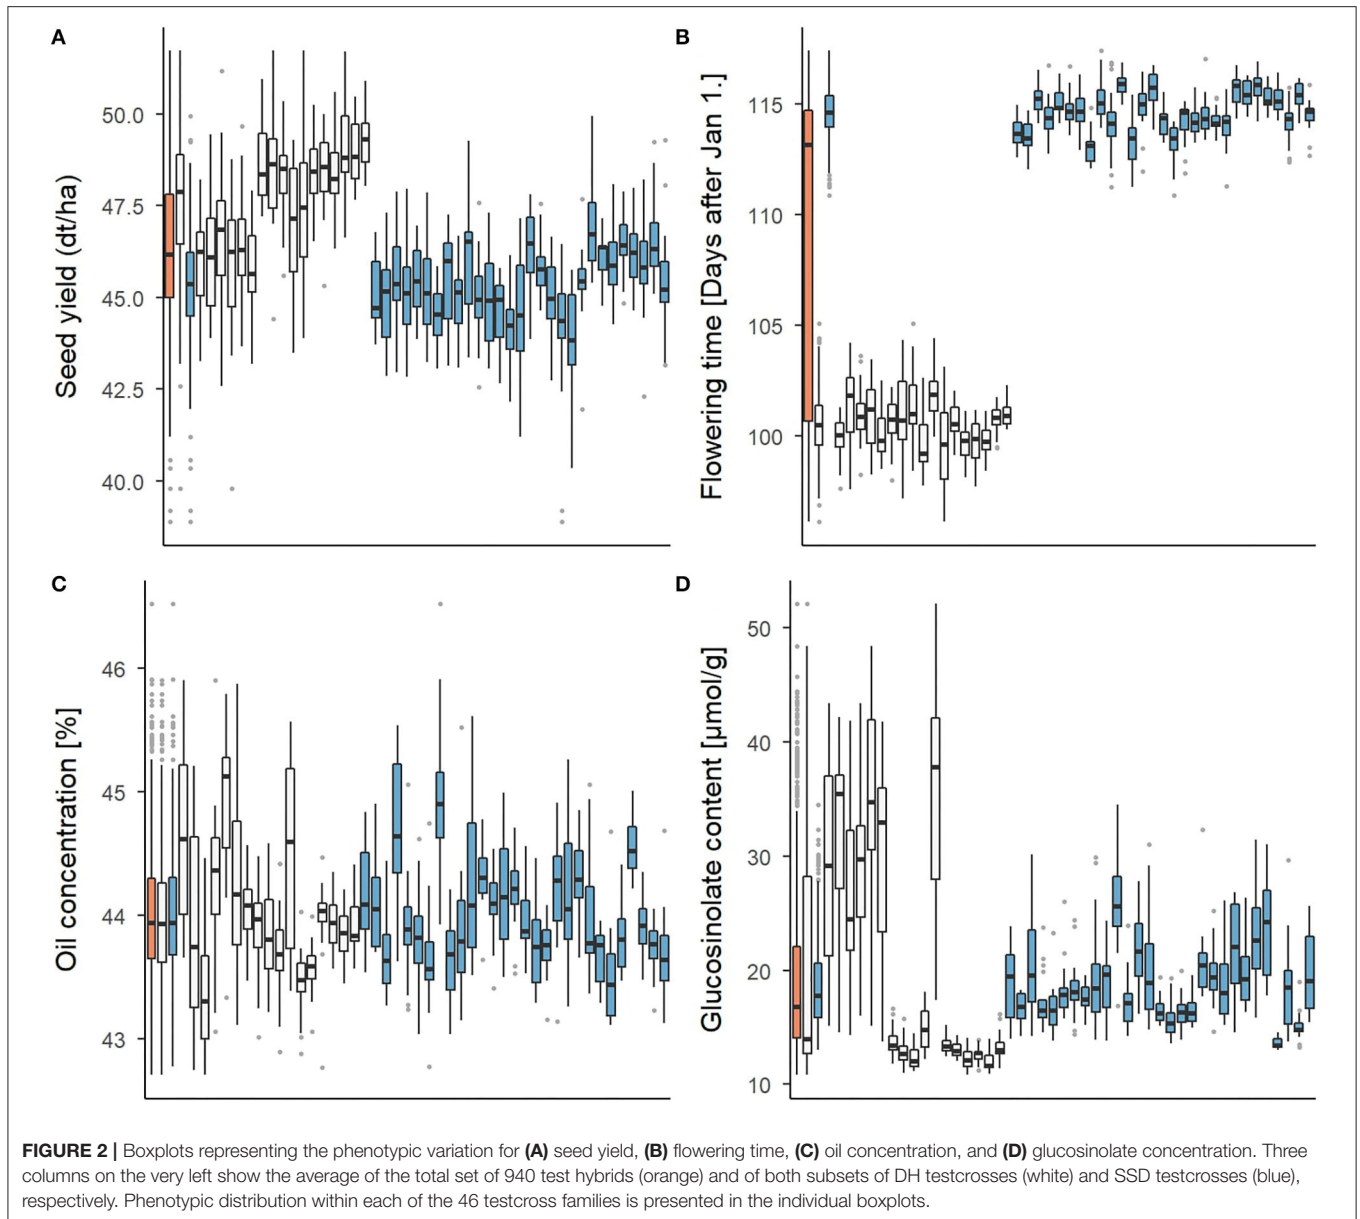 A
Seed yield (dt/ha)
50.0
47.5
45.0
42.5
40.0
B
Flowering time [Days after Jan 1.]
115
110
105
100
C
Oil concentration [%]
46
45
44
43
D
Glucosinolate content [µmol/g]
50
40
30
20
10
FIGURE 2 | Boxplots representing the phenotypic variation for (A) seed yield, (B) flowering time, (C) oil concentration, and (D) glucosinolate concentration. Three
columns on the very left show the average of the total set of 940 test hybrids (orange) and of both subsets of DH testcrosses (white) and SSD testcrosses (blue),
respectively. Phenotypic distribution within each of the 46 testcross families is presented in the individual boxplots.